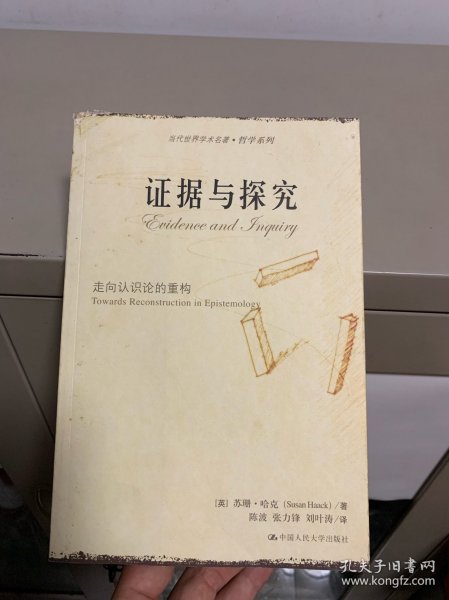 当代世界学术名著·哲学系列
证据与探究
Evidence and Inquiry
走向认识论的重构
Towards Reconstruction in Epistemology
[英] 苏珊·哈克 (Susan Haack)/著
陈波 张力锋 刘叶涛/译
中国人民大学出版社
孔夫子旧书网
www.kongfz.com